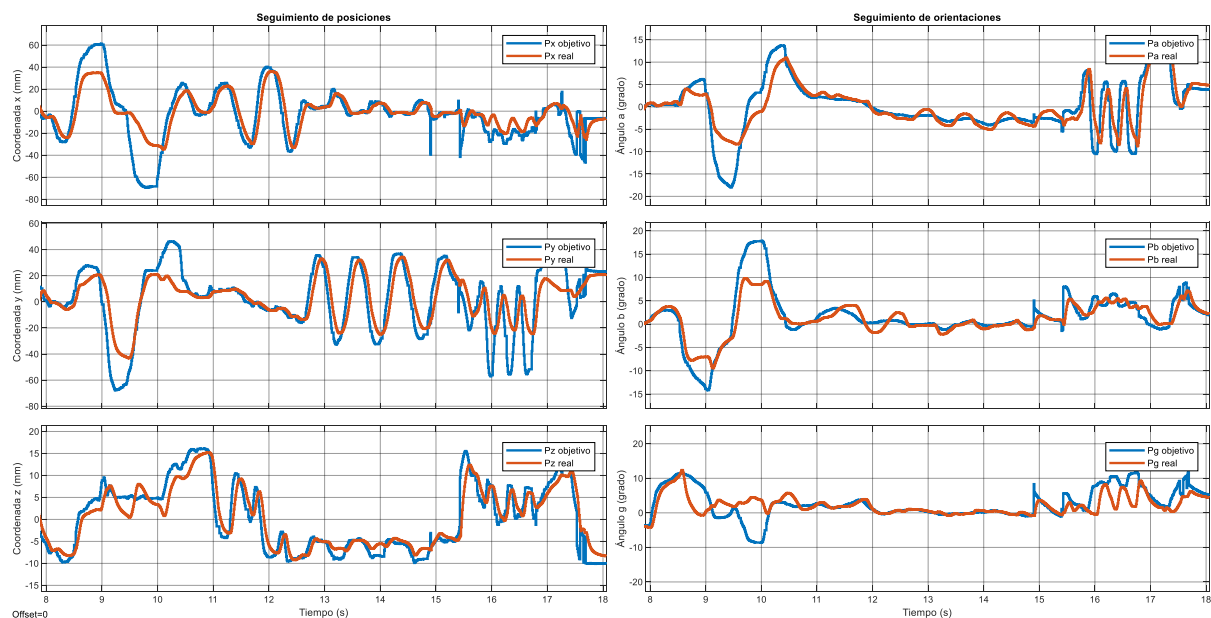 Seguimiento de posiciones
60
40
20
0
-20
-40
-60
-80
Coordenada x (mm)
Px objetivo
Px real
60
40
20
0
-20
-40
-60
-80
Coordenada y (mm)
Py objetivo
Py real
20
15
10
5
0
-5
-10
-15
Coordenada z (mm)
Pz objetivo
Pz real
8
9
10
11
12
13
14
15
16
17
18
Tiempo (s)
Offset=0
Seguimiento de orientaciones
15
10
5
0
-5
-10
-15
-20
Ángulo a (grado)
Pa objetivo
Pa real
20
15
10
5
0
-5
-10
-15
Ángulo b (grado)
Pb objetivo
Pb real
20
10
0
-10
-20
Ángulo g (grado)
Pg objetivo
Pg real
8
9
10
11
12
13
14
15
16
17
18
Tiempo (s)